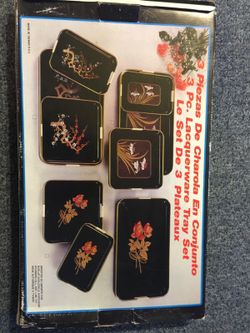 3 Piezas De Charola En Conjunto
3 Pc. Lacquerware Tray Set
Le Set De 3 Plateaux